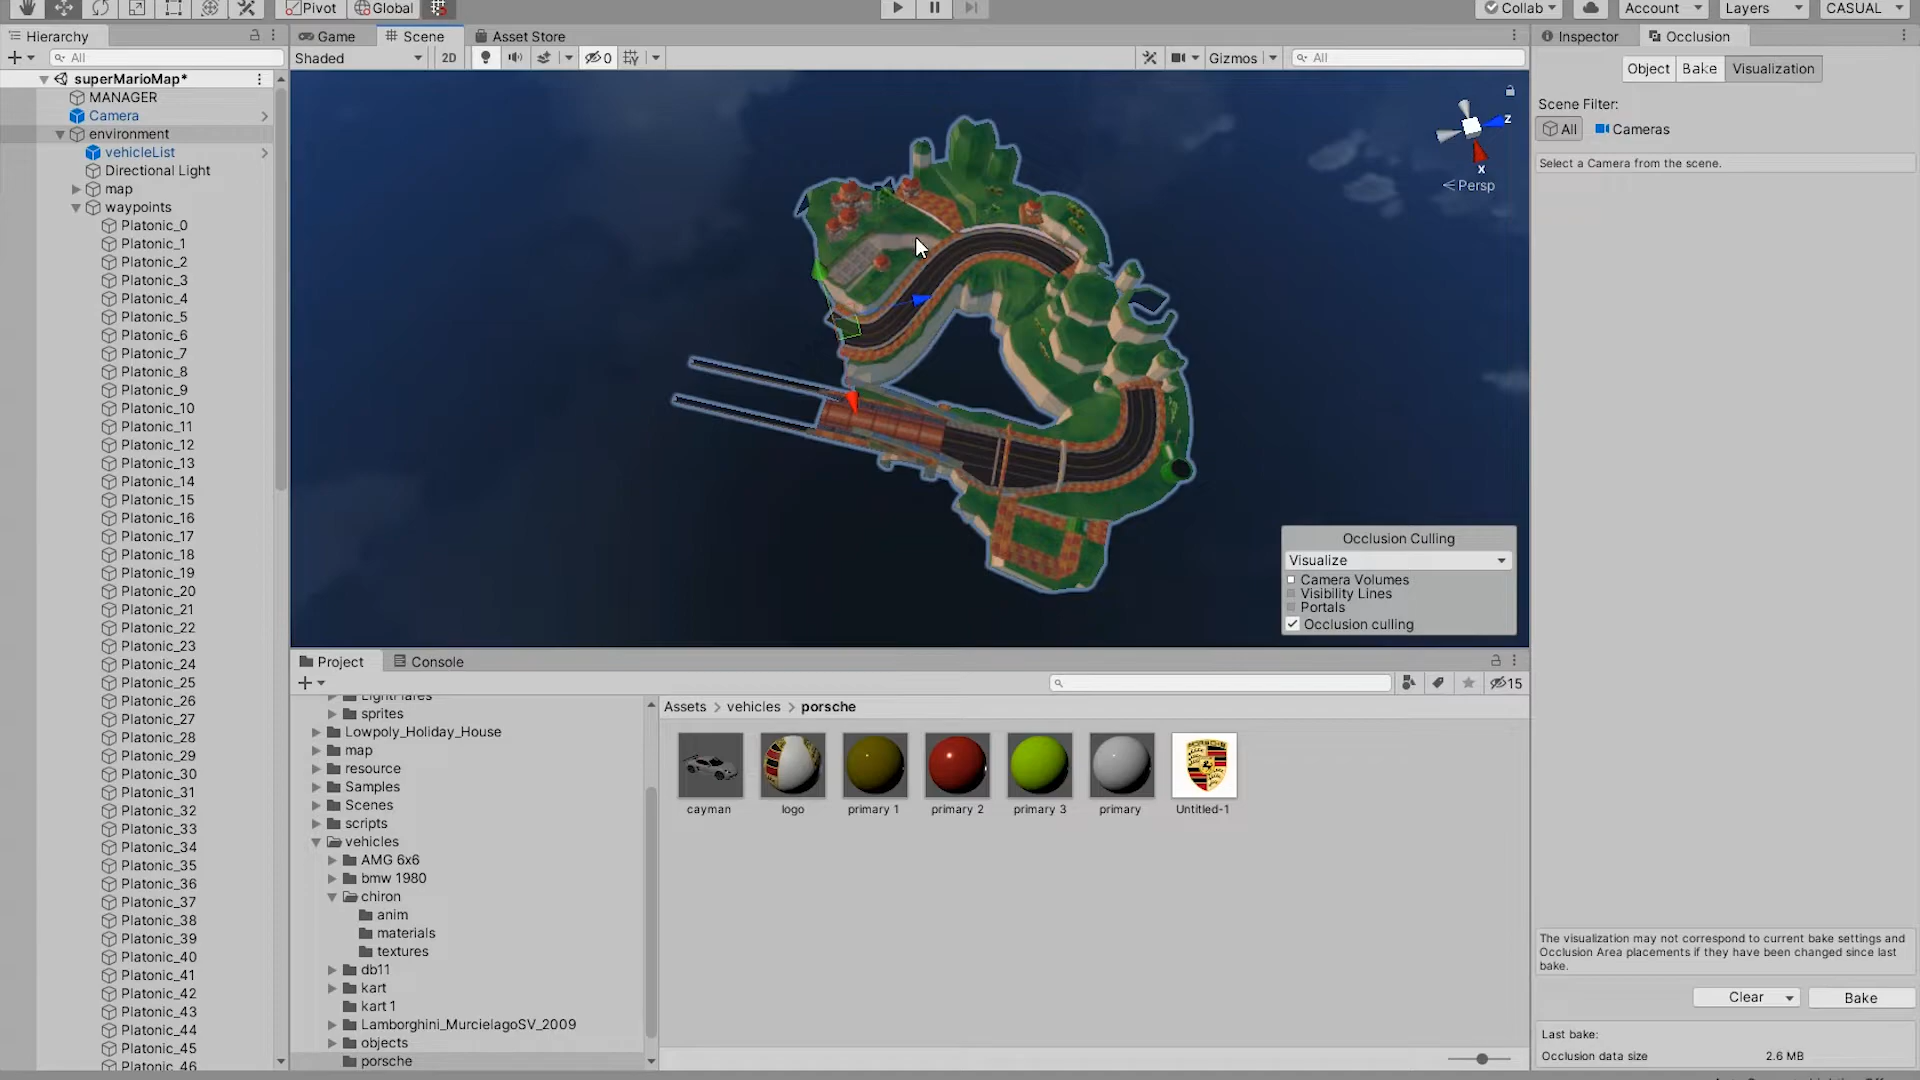 Pivot Global Collab Account Layers CASUAL
Hierarchy Game Scene Asset Store Inspector Occlusion
All Shaded 2D 0 Gizmos All
superMarioMap*
MANAGER
Camera
environment
vehicleList
Directional Light
map
waypoints
Platonic_0
Platonic_1
Platonic_2
Platonic_3
Platonic_4
Platonic_5
Platonic_6
Platonic_7
Platonic_8
Platonic_9
Platonic_10
Platonic_11
Platonic_12
Platonic_13
Platonic_14
Platonic_15
Platonic_16
Platonic_17
Platonic_18
Platonic_19
Platonic_20
Platonic_21
Platonic_22
Platonic_23
Platonic_24
Platonic_25
Platonic_26
Platonic_27
Platonic_28
Platonic_29
Platonic_30
Platonic_31
Platonic_32
Platonic_33
Platonic_34
Platonic_35
Platonic_36
Platonic_37
Platonic_38
Platonic_39
Platonic_40
Platonic_41
Platonic_42
Platonic_43
Platonic_44
Platonic_45
Platonic_46
z
x
Persp
Occlusion Culling
Visualize
Camera Volumes
Visibility Lines
Portals
Occlusion culling
Project Console
15
LightFlares
sprites
Lowpoly_Holiday_House
map
resource
Samples
Scenes
scripts
vehicles
AMG 6x6
bmw 1980
chiron
anim
materials
textures
db11
kart
kart 1
Lamborghini_MurcielagoSV_2009
objects
porsche
Assets > vehicles > porsche
cayman logo primary 1 primary 2 primary 3 primary Untitled-1
Object Bake Visualization
Scene Filter:
All Cameras
Select a Camera from the scene.
The visualization may not correspond to current bake settings and
Occlusion Area placements if they have been changed since last
bake.
Clear Bake
Last bake:
Occlusion data size 2.6 MB